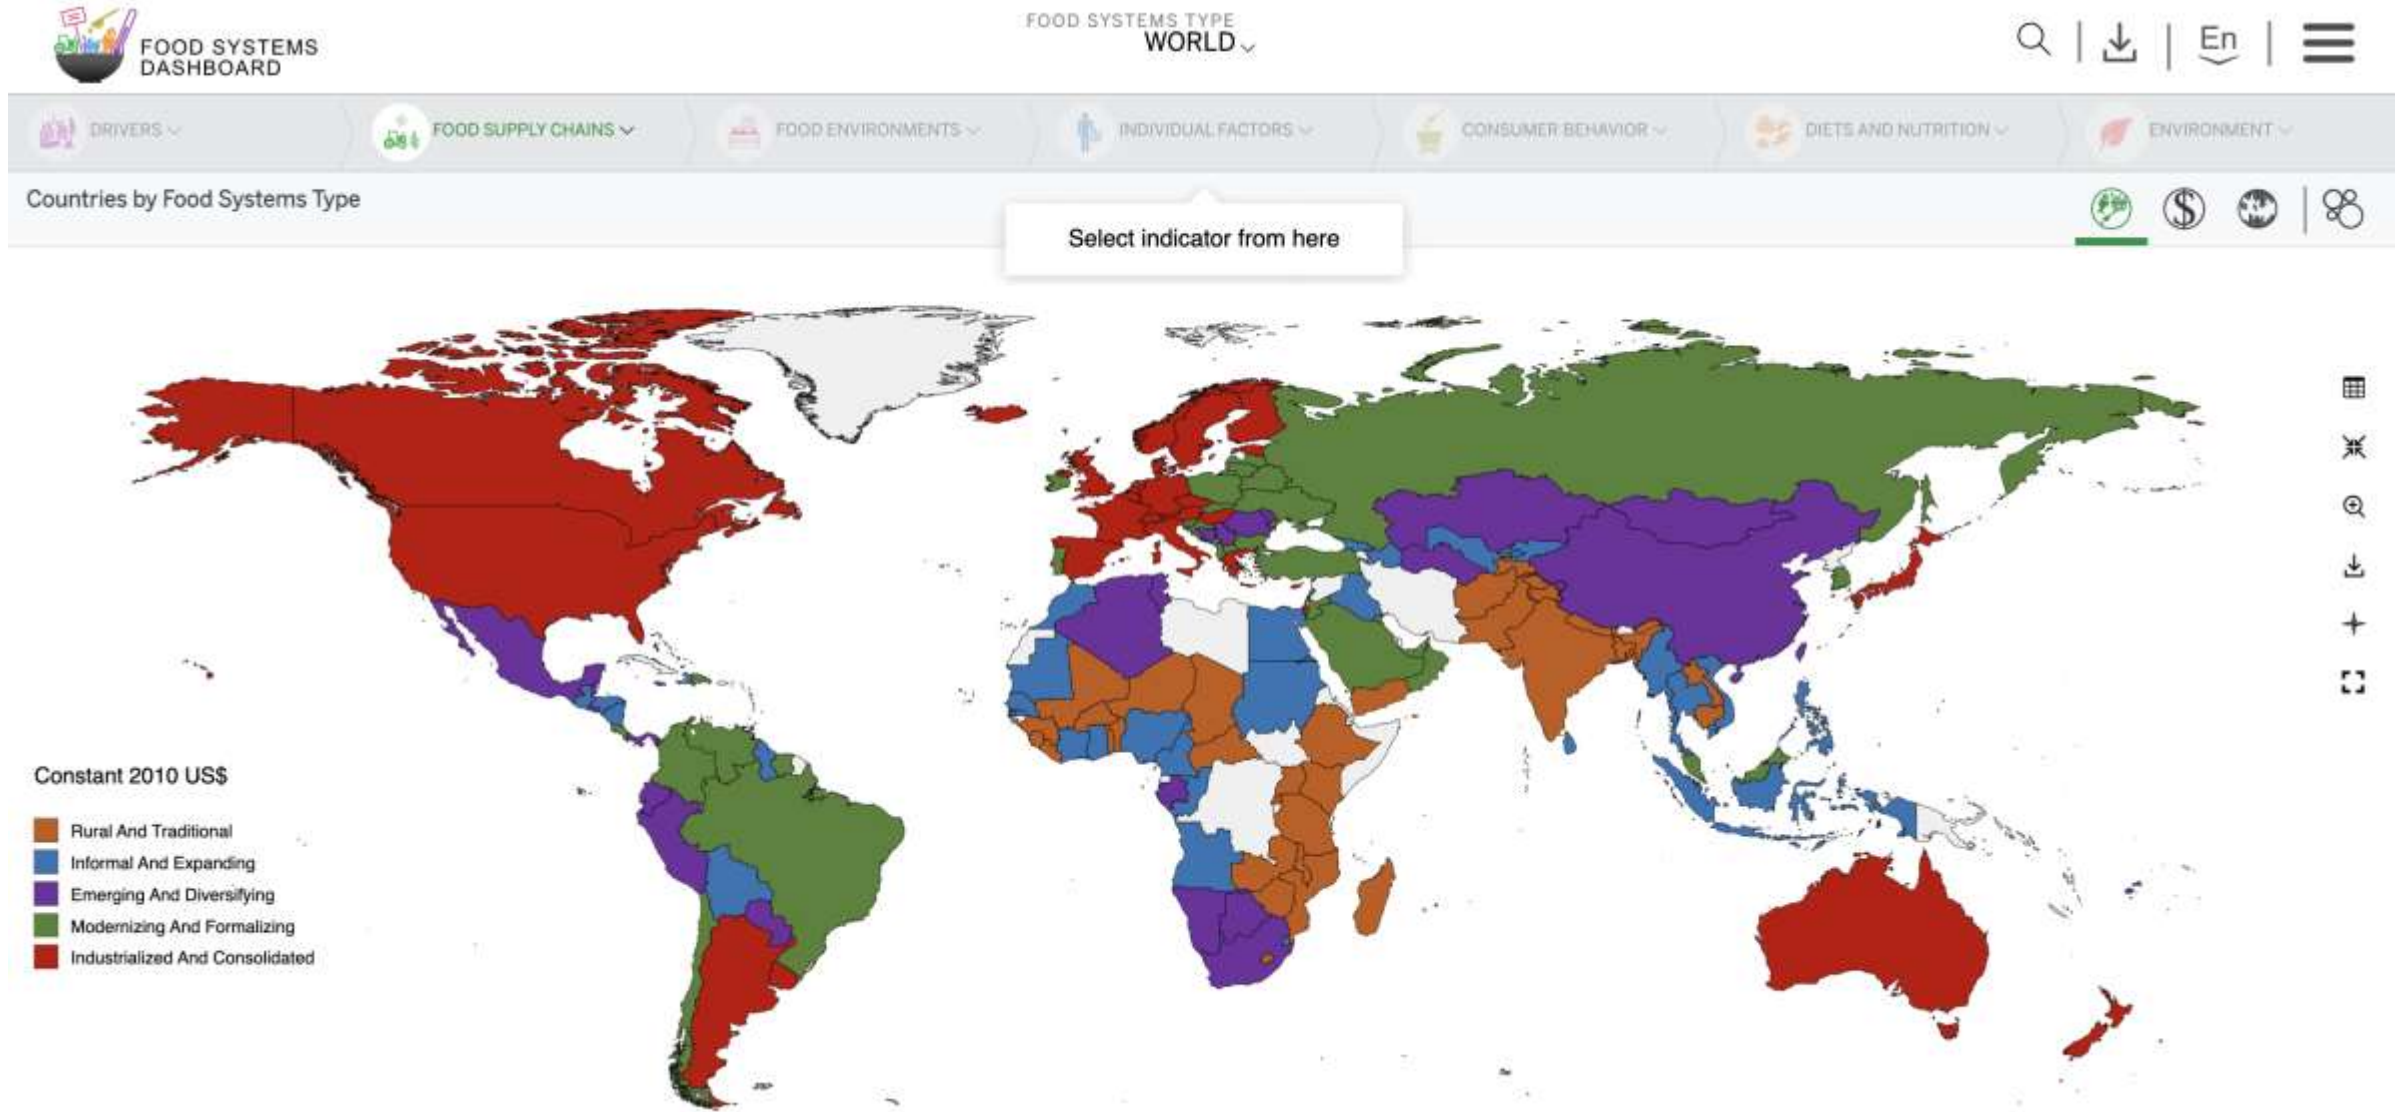 FOOD SYSTEMS
DASHBOARD
FOOD SYSTEMS TYPE
WORLD
En
DRIVERS
FOOD SUPPLY CHAINS
FOOD ENVIRONMENTS
INDIVIDUAL FACTORS
CONSUMER BEHAVIOR
DIETS AND NUTRITION
ENVIRONMENT
Countries by Food Systems Type
$
Select indicator from here
Constant 2010 US$
Rural And Traditional
Informal And Expanding
Emerging And Diversifying
Modernizing And Formalizing
Industrialized And Consolidated